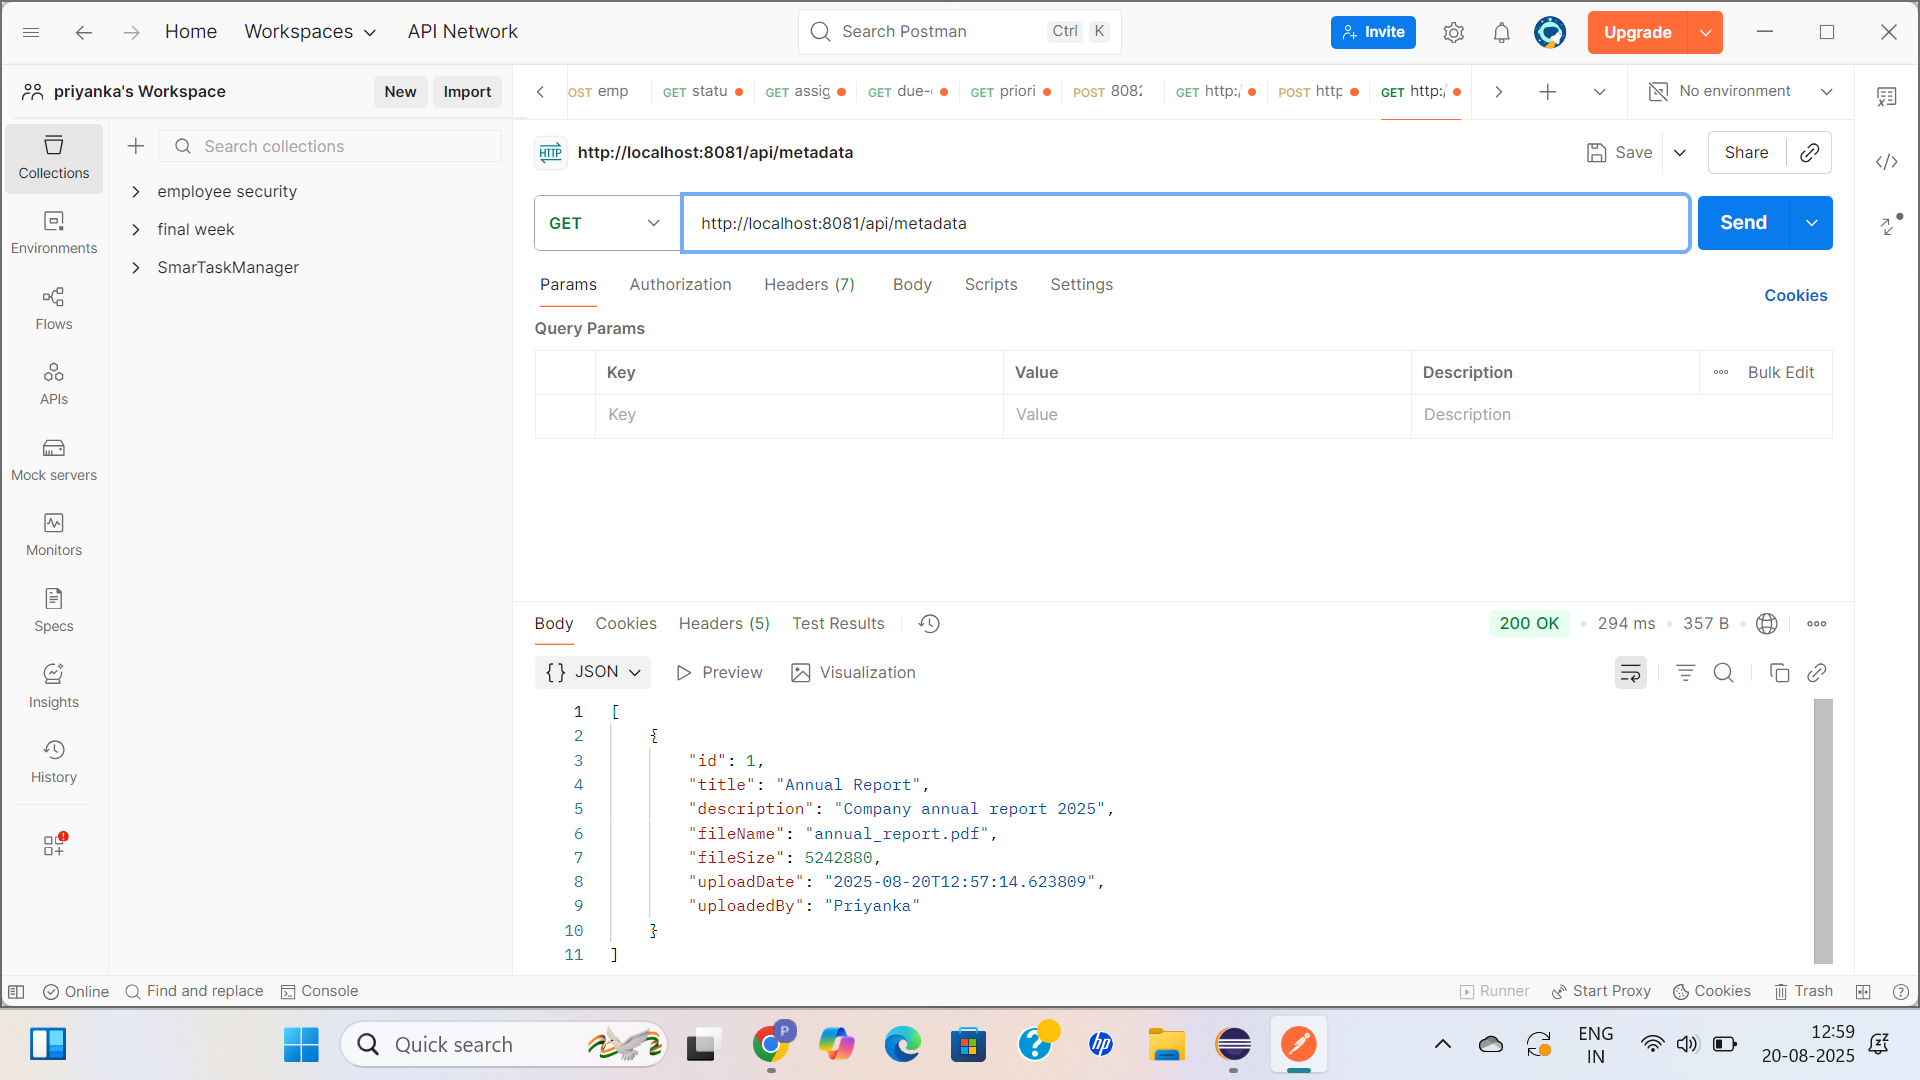 Home
Workspaces
API Network
Search Postman
Ctrl
K
Invite
Upgrade
priyanka's Workspace
New
Import
OST emp
GET statu
GET assig
GET due-
GET priori
POST 8082
GET http:/
POST http
GET http:/
No environment
Search collections
Collections
employee security
final week
SmarTaskManager
Environments
Flows
APIs
Mock servers
Monitors
Specs
Insights
History
HTTP
http://localhost:8081/api/metadata
Save
Share
GET
http://localhost:8081/api/metadata
Send
Params
Authorization
Headers (7)
Body
Scripts
Settings
Cookies
Query Params
Key
Value
Description
Bulk Edit
Key
Value
Description
Body
Cookies
Headers (5)
Test Results
200 OK
294 ms
357 B
{} JSON
Preview
Visualization
1 [
2 {
3 "id": 1,
4 "title": "Annual Report",
5 "description": "Company annual report 2025",
6 "fileName": "annual_report.pdf",
7 "fileSize": 5242880,
8 "uploadDate": "2025-08-20T12:57:14.623809",
9 "uploadedBy": "Priyanka"
10 }
11 ]
Online
Find and replace
Console
Runner
Start Proxy
Cookies
Trash
Quick search
P
hp
ENG
IN
12:59
20-08-2025